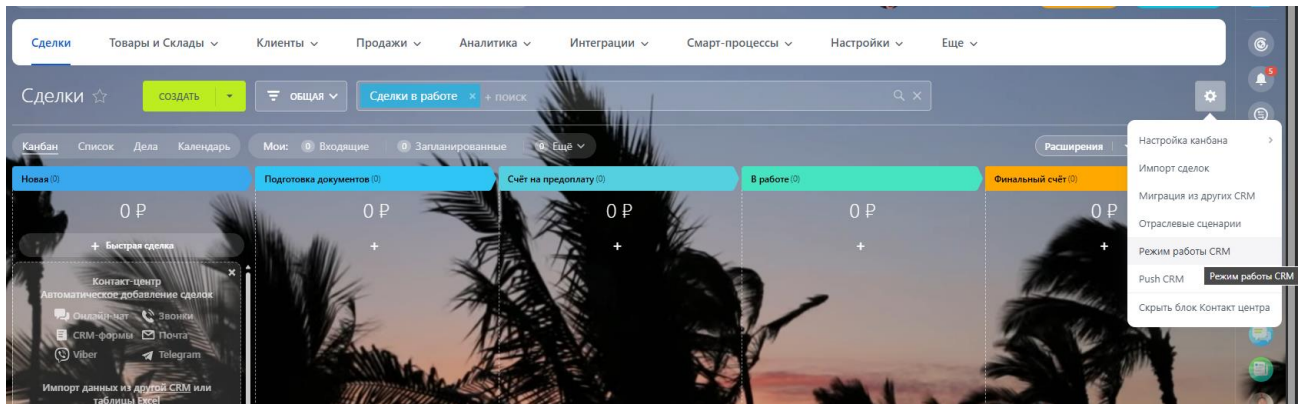 Сделки Товары и Склады Клиенты Продажи Аналитика Интеграции Смарт-процессы Настройки Еще
5
Сделки СОЗДАТЬ ОБЩАЯ Сделки в работе × + поиск
Канбан Список Дела Календарь Мои: 0 Входящие 0 Запланированные 0 Ещё Расширения
Настройка канбана
Импорт сделок
Миграция из других CRM
Отраслевые сценарии
Режим работы CRM
Push CRM
Режим работы CRM
Скрыть блок Контакт центра
Новая (0) Подготовка документов (0) Счёт на предоплату (0) В работе (0) Финальный счёт (0)
0 ₽ 0 ₽ 0 ₽ 0 ₽ 0 ₽
+ Быстрая сделка + + + +
Контакт-центр
Автоматическое добавление сделок
Онлайн-чат Звонки
CRM-формы Почта
Viber Telegram
Импорт данных из другой CRM или
таблицы Excel